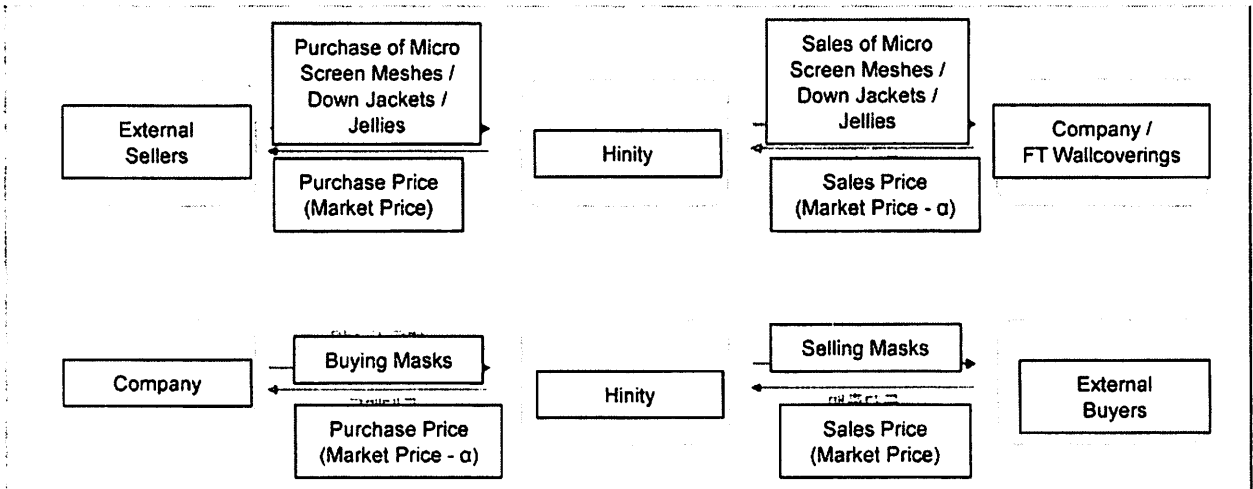 Purchase of Micro
Screen Meshes /
Down Jackets /
Jellies
Sales of Micro
Screen Meshes /
Down Jackets /
Jellies
External
Sellers
Hinity
Company /
FT Wallcoverings
Purchase Price
(Market Price)
Sales Price
(Market Price - α)
Buying Masks
Selling Masks
Company
Hinity
External
Buyers
Purchase Price
(Market Price - α)
Sales Price
(Market Price)